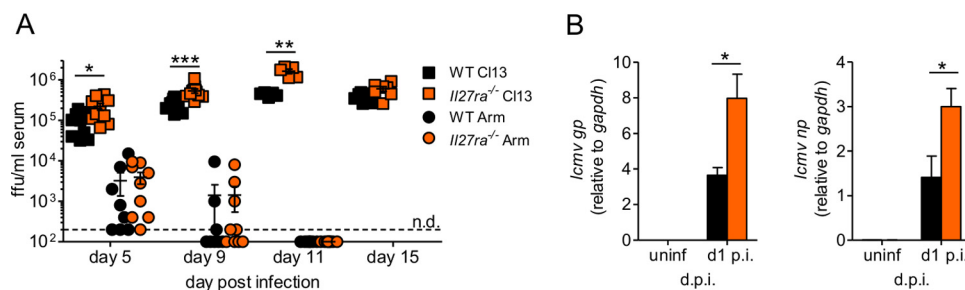 A
ffu/ml serum
10⁶
10⁵
10⁴
10³
10²
*
***
**
n.d.
day 5
day 9
day 11
day 15
day post infection
WT Cl13
Il27ra⁻/⁻ Cl13
WT Arm
Il27ra⁻/⁻ Arm
B
lcmv gp
(relative to gapdh)
10
8
6
4
2
0
*
uninf
d1 p.i.
d.p.i.
lcmv np
(relative to gapdh)
4
3
2
1
0
*
uninf
d1 p.i.
d.p.i.